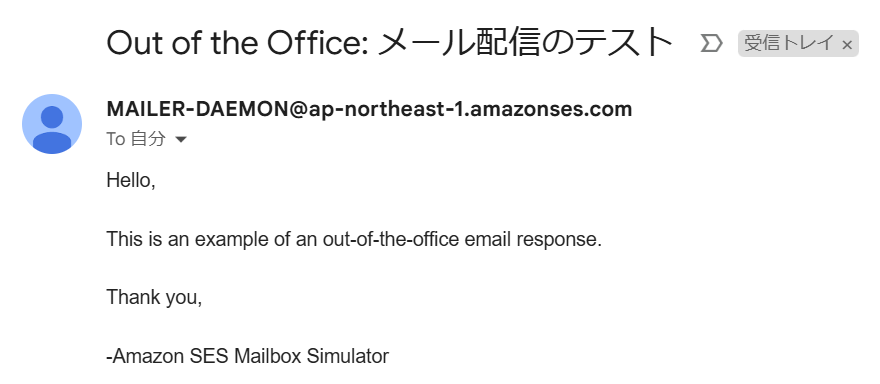 Out of the Office: メール配信のテスト 受信トレイ ×
MAILER-DAEMON@ap-northeast-1.amazonses.com
To 自分
Hello,
This is an example of an out-of-the-office email response.
Thank you,
-Amazon SES Mailbox Simulator